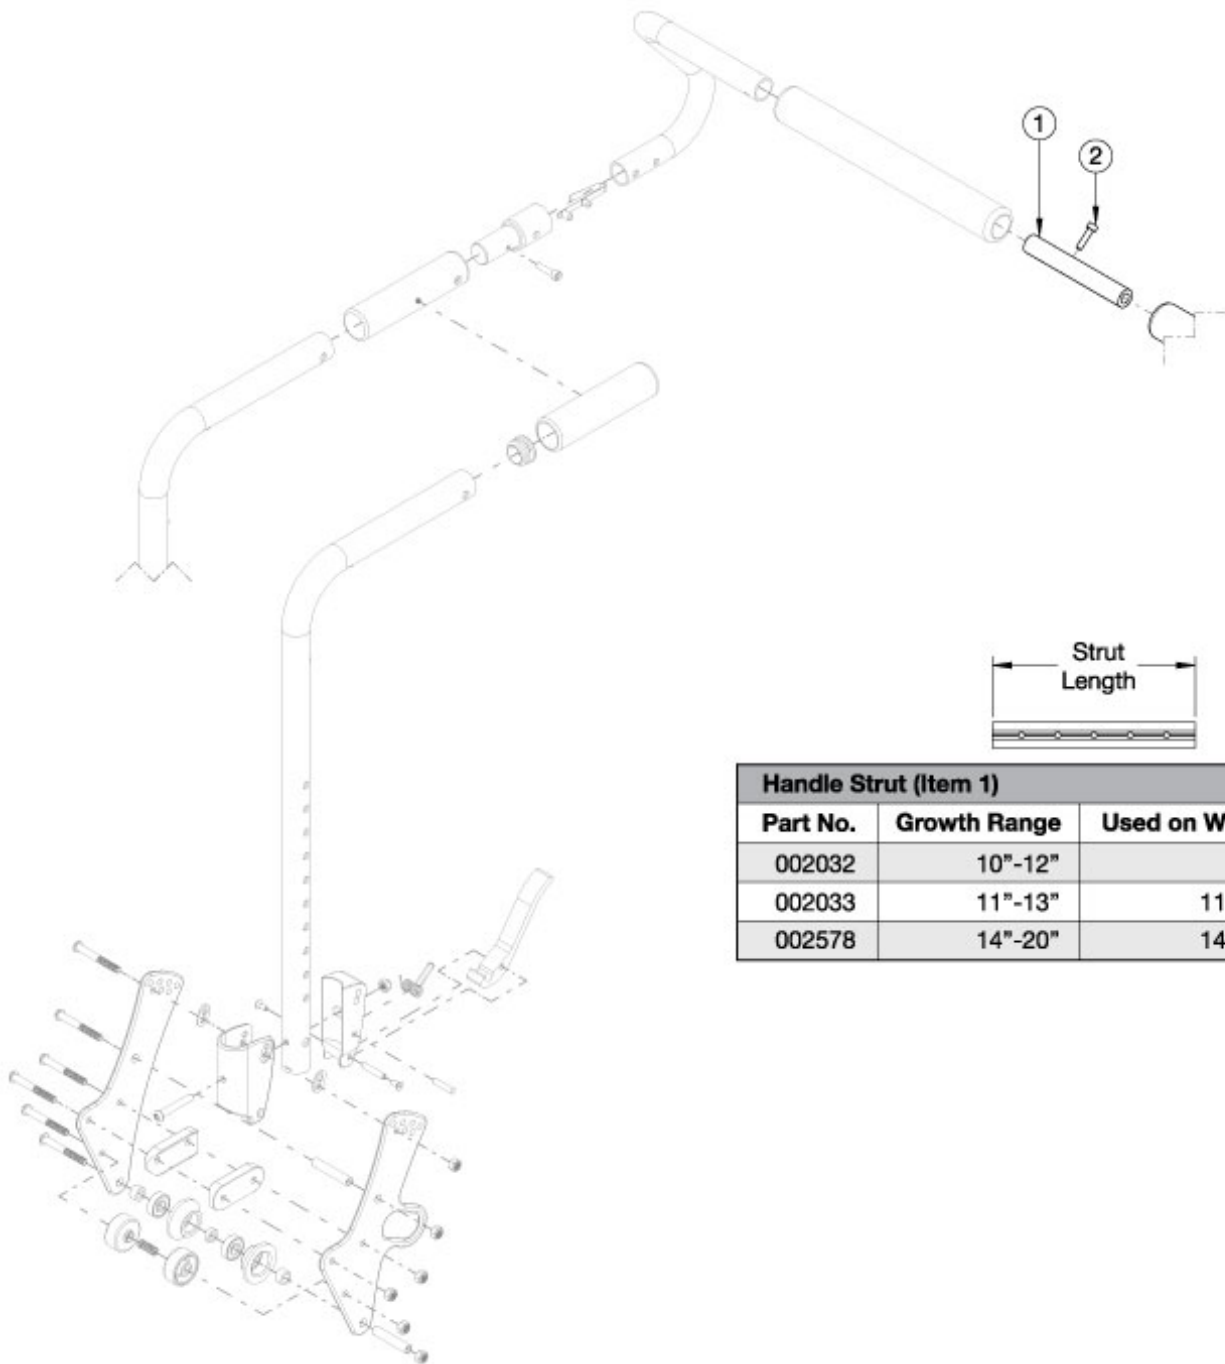 1
2
Strut
Length
Handle Strut (Item 1)
Part No. Growth Range Used on W
002032 10"-12"
002033 11"-13" 11
002578 14"-20" 14